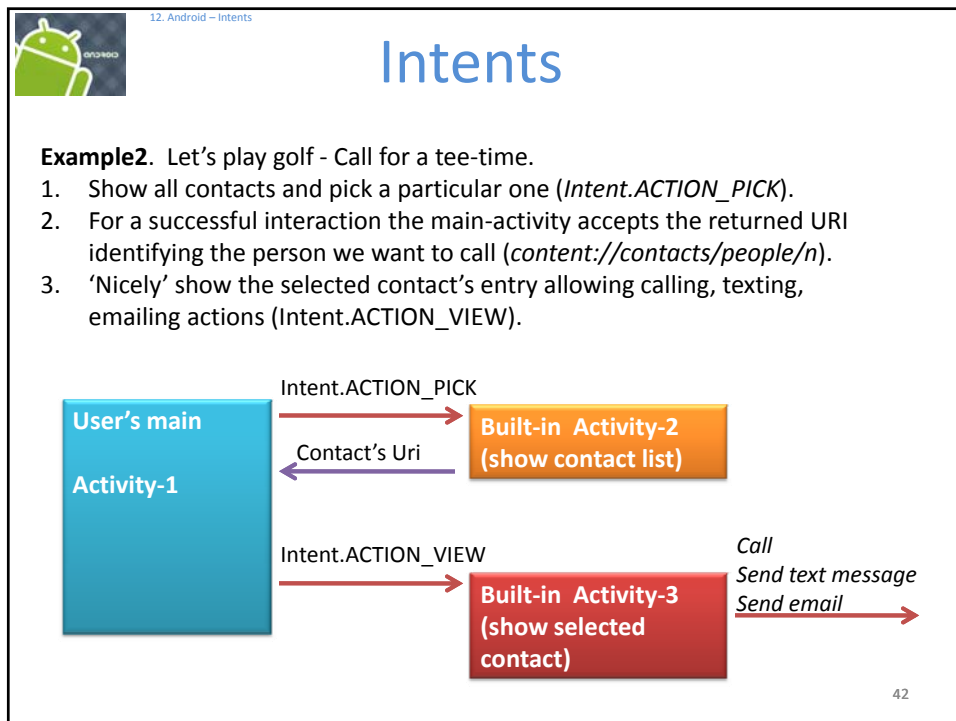 12. Android – Intents
ANDROID
Intents
Example2. Let’s play golf - Call for a tee-time.
1. Show all contacts and pick a particular one (Intent.ACTION_PICK).
2. For a successful interaction the main-activity accepts the returned URI
identifying the person we want to call (content://contacts/people/n).
3. ‘Nicely’ show the selected contact’s entry allowing calling, texting,
emailing actions (Intent.ACTION_VIEW).
Intent.ACTION_PICK
User’s main
Activity-1
Contact’s Uri
Built-in Activity-2
(show contact list)
Intent.ACTION_VIEW
Built-in Activity-3
(show selected
contact)
Call
Send text message
Send email
42